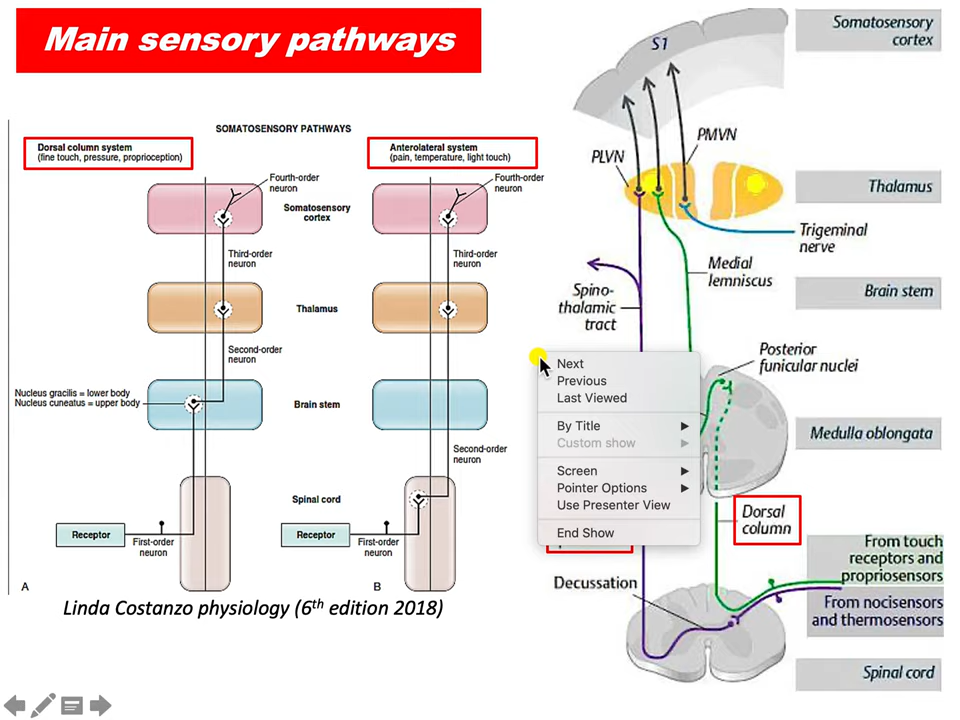 Main sensory pathways
SOMATOSENSORY PATHWAYS
Dorsal column system
(fine touch, pressure, proprioception)
Anterolateral system
(pain, temperature, light touch)
Fourth-order
neuron
Somatosensory
cortex
Fourth-order
neuron
Third-order
neuron
Third-order
neuron
Thalamus
Second-order
neuron
Nucleus gracilis = lower body
Nucleus cuneatus = upper body
Brain stem
Second-order
neuron
Spinal cord
Receptor
First-order
neuron
Receptor
First-order
neuron
A
B
Linda Costanzo physiology (6th edition 2018)
S1
Somatosensory
cortex
PLVN
PMVN
Thalamus
Trigeminal
nerve
Medial
lemniscus
Brain stem
Spino-
thalamic
tract
Posterior
funicular nuclei
Medulla oblongata
Next
Previous
Last Viewed
By Title
Custom show
Screen
Pointer Options
Use Presenter View
End Show
Dorsal
column
From touch
receptors and
propriosensors
From nocisensors
and thermosensors
Decussation
Spinal cord